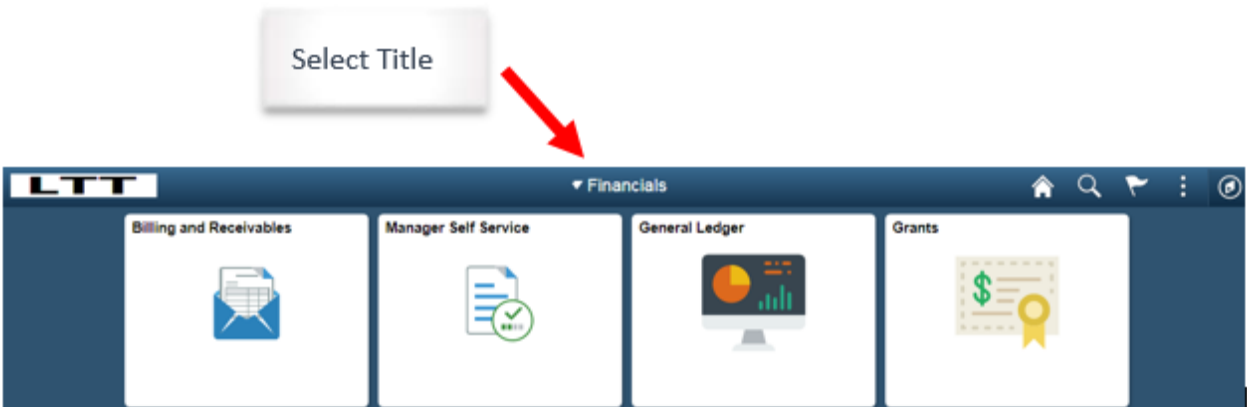 Select Title
LTT
Financials
Billing and Receivables
Manager Self Service
General Ledger
Grants
$